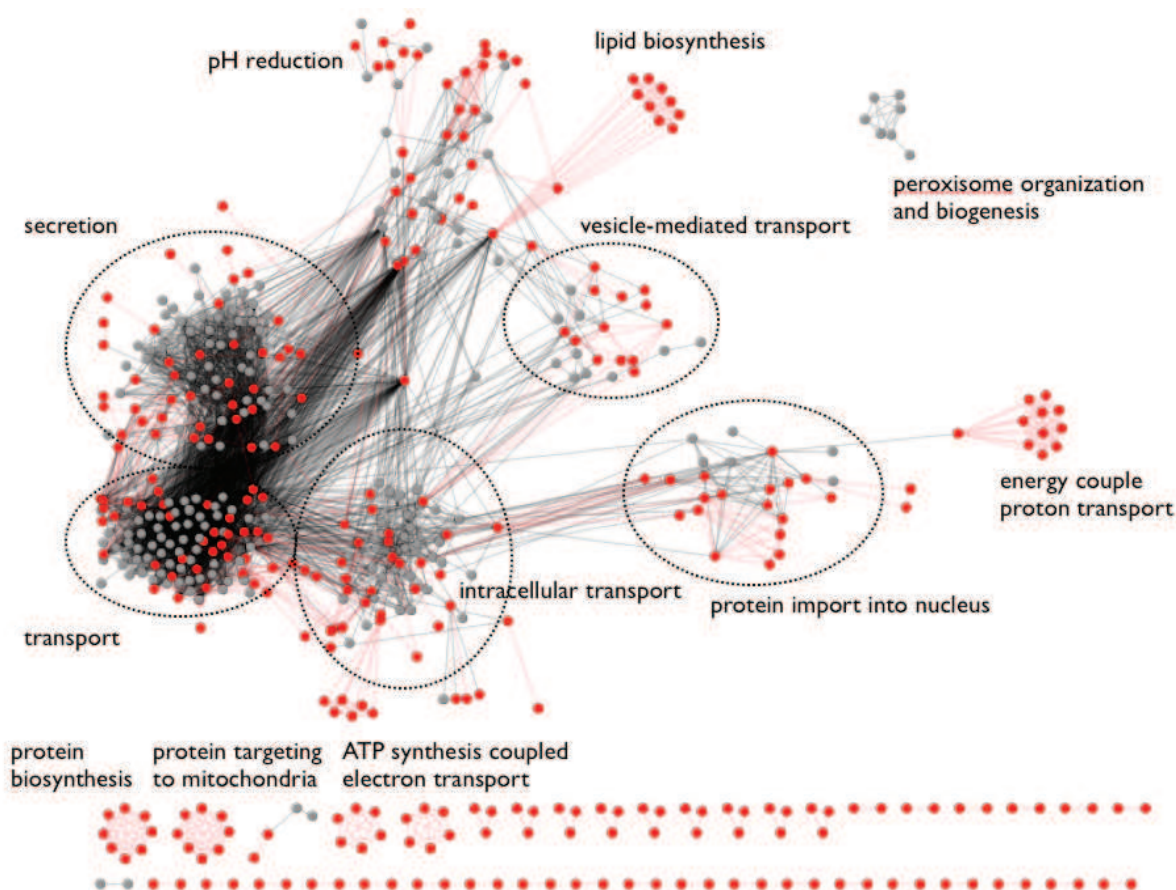 pH reduction
lipid biosynthesis
peroxisome organization
and biogenesis
secretion
vesicle-mediated transport
energy couple
proton transport
intracellular transport
protein import into nucleus
transport
protein
biosynthesis
protein targeting
to mitochondria
ATP synthesis coupled
electron transport